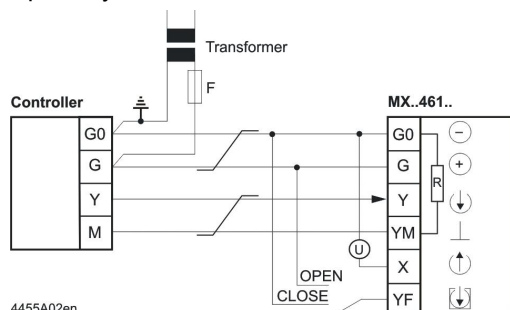 Transformer
F
Controller
MX..461..
G0
G0
G
G
R
Y
Y
M
YM
U
X
OPEN
CLOSE
YF
4455A02en